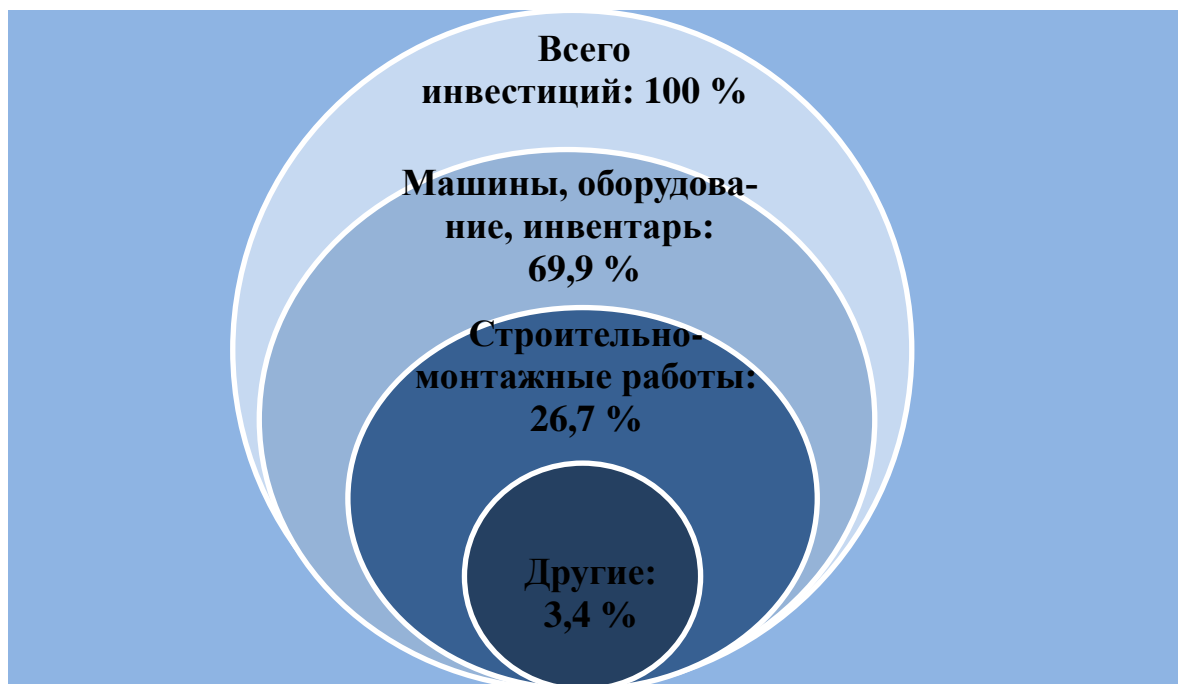 Всего
инвестиций: 100 %
Машины, оборудова-
ние, инвентарь:
69,9 %
Строительно-
монтажные работы:
26,7 %
Другие:
3,4 %